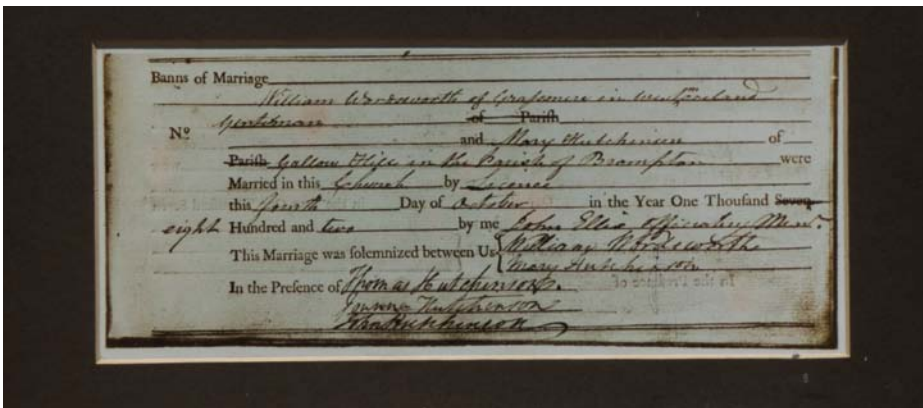 Banns of Marriage
William Wordsworth of Grasmere in Westmoreland
Gentleman of Parish
No
and Mary Hutchinson of
Parish Gallow Hill in the Parish of Brompton were
Married in this Church by Licence
this fourth Day of October in the Year One Thousand Seven
eight Hundred and two by me John Ellis officiating Minr.
This Marriage was solemnized between Us William Wordsworth
Mary Hutchinson
In the Presence of Thomas Hutchinson.
Joanna Hutchinson
John Hutchinson